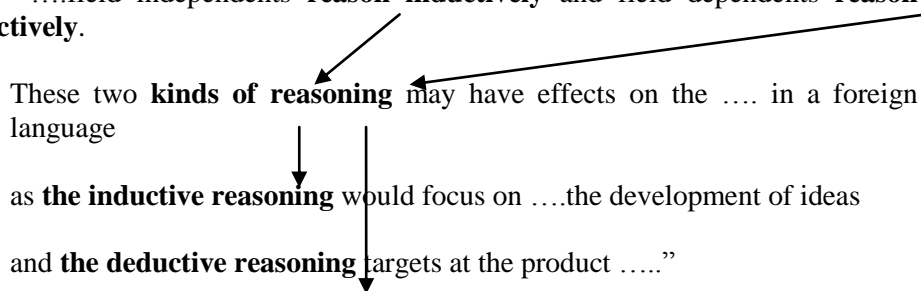 ….field independents reason inductively and field dependents reason
ctively.
These two kinds of reasoning may have effects on the …. in a foreign
language
as the inductive reasoning would focus on ….the development of ideas
and the deductive reasoning targets at the product …..”